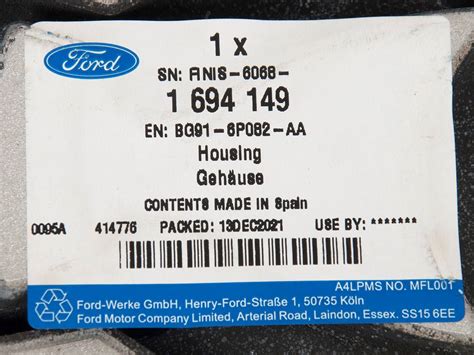 Ford
1 x
SN: FINIS-6068-
1 694 149
EN: BG91-6P082-AA
Housing
Gehäuse
CONTENTS MADE IN Spain
0095A 414776 PACKED: 13DEC2021 USE BY: *******
A4LPMS NO. MFL001
Ford-Werke GmbH, Henry-Ford-Straße 1, 50735 Köln
Ford Motor Company Limited, Arterial Road, Laindon, Essex. SS15 6EE